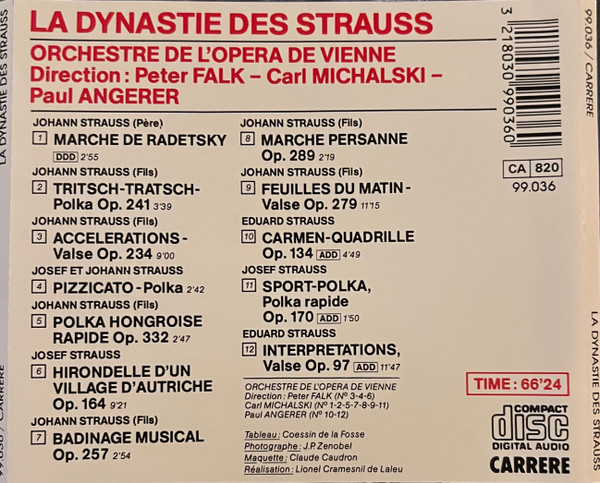 LA DYNASTIE DES STRAUSS
ORCHESTRE DE L'OPERA DE VIENNE
Direction : Peter FALK – Carl MICHALSKI –
Paul ANGERER
JOHANN STRAUSS (Père)
1 MARCHE DE RADETSKY
DDD 2'55
JOHANN STRAUSS (Fils)
2 TRITSCH-TRATSCH-
Polka Op. 241 3'39
JOHANN STRAUSS (Fils)
3 ACCELERATIONS -
Valse Op. 234 9'00
JOSEF ET JOHANN STRAUSS
4 PIZZICATO - Polka 2'42
JOHANN STRAUSS (Fils)
5 POLKA HONGROISE
RAPIDE OP. 332 2'47
JOSEF STRAUSS
6 HIRONDELLE D'UN
VILLAGE D'AUTRICHE
Op. 164 9'21
JOHANN STRAUSS (Fils)
7 BADINAGE MUSICAL
Op. 257 2'54
JOHANN STRAUSS (Fils)
8 MARCHE PERSANNE
Op. 289 2'19
JOHANN STRAUSS (Fils)
9 FEUILLES DU MATIN -
Valse Op. 279 11'15
EDUARD STRAUSS
10 CARMEN-QUADRILLE
Op. 134 ADD 4'49
JOSEF STRAUSS
11 SPORT-POLKA,
Polka rapide
Op. 170 ADD 1'50
EDUARD STRAUSS
12 INTERPRETATIONS,
Valse Op. 97 ADD 11'47
ORCHESTRE DE L'OPERA DE VIENNE
Direction : Peter FALK (N° 3-4-6)
Carl MICHALSKI (N° 1-2-5-7-8-9-11)
Paul ANGERER (N° 10-12)
Tableau : Coessin de la Fosse
Photographe : J.P. Zenobel
Maquette : Claude Caudron
Réalisation : Lionel Cramesnil de Laleu
3 218030 990360
CA 820
99.036
TIME : 66'24
COMPACT
disc
DIGITAL AUDIO
CARRERE
LA DYNASTIE DES STRAUSS
99.036 / CARRERE
99.036 / CARRERE
LA DYNASTIE DES STRAUSS